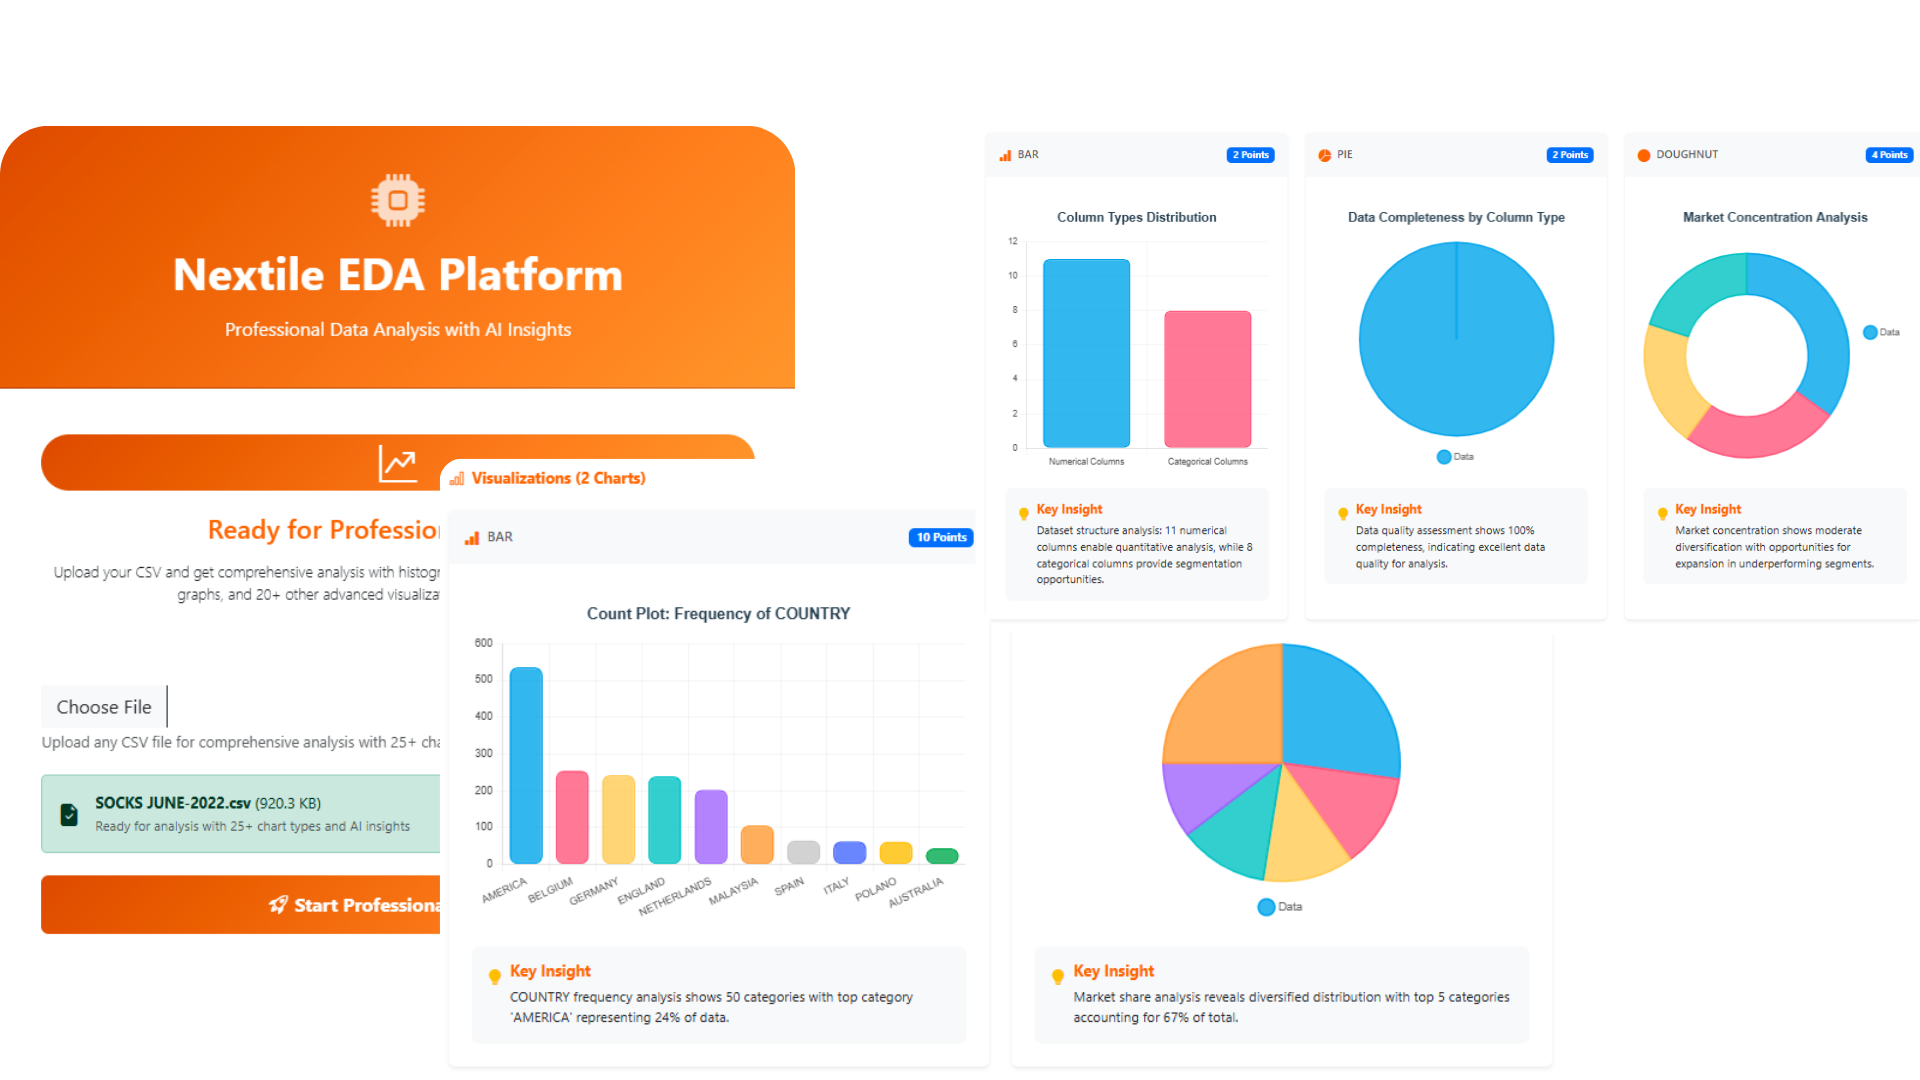 Nextile EDA Platform
Professional Data Analysis with AI Insights
Ready for
Upload your CSV and get comprehensive analysis with
graphs, and 20+ other advanced
Choose File
Upload any CSV file for comprehensive analysis with 25+
SOCKS JUNE-2022.csv (920.3 KB)
Ready for analysis with 25+ chart types and AI insights
Start
Visualizations (2 Charts)
BAR
10 Points
Count Plot: Frequency of COUNTRY
600
500
400
300
200
100
0
AMERICA
BELGIUM
GERMANY
ENGLAND
NETHERLANDS
MALAYSIA
SPAIN
ITALY
POLAND
AUSTRALIA
Key Insight
COUNTRY frequency analysis shows 50 categories with top category
'AMERICA' representing 24% of data.
BAR
2 Points
Column Types Distribution
12
10
8
6
4
2
0
Numerical Columns
Categorical Columns
Key Insight
Dataset structure analysis: 11 numerical
columns enable quantitative analysis, while 8
categorical columns provide segmentation
opportunities.
PIE
2 Points
Data Completeness by Column Type
Data
Key Insight
Data quality assessment shows 100%
completeness, indicating excellent data
quality for analysis.
DOUGHNUT
4 Points
Market Concentration Analysis
Data
Key Insight
Market concentration shows moderate
diversification with opportunities for
expansion in underperforming segments.
Data
Key Insight
Market share analysis reveals diversified distribution with top 5 categories
accounting for 67% of total.